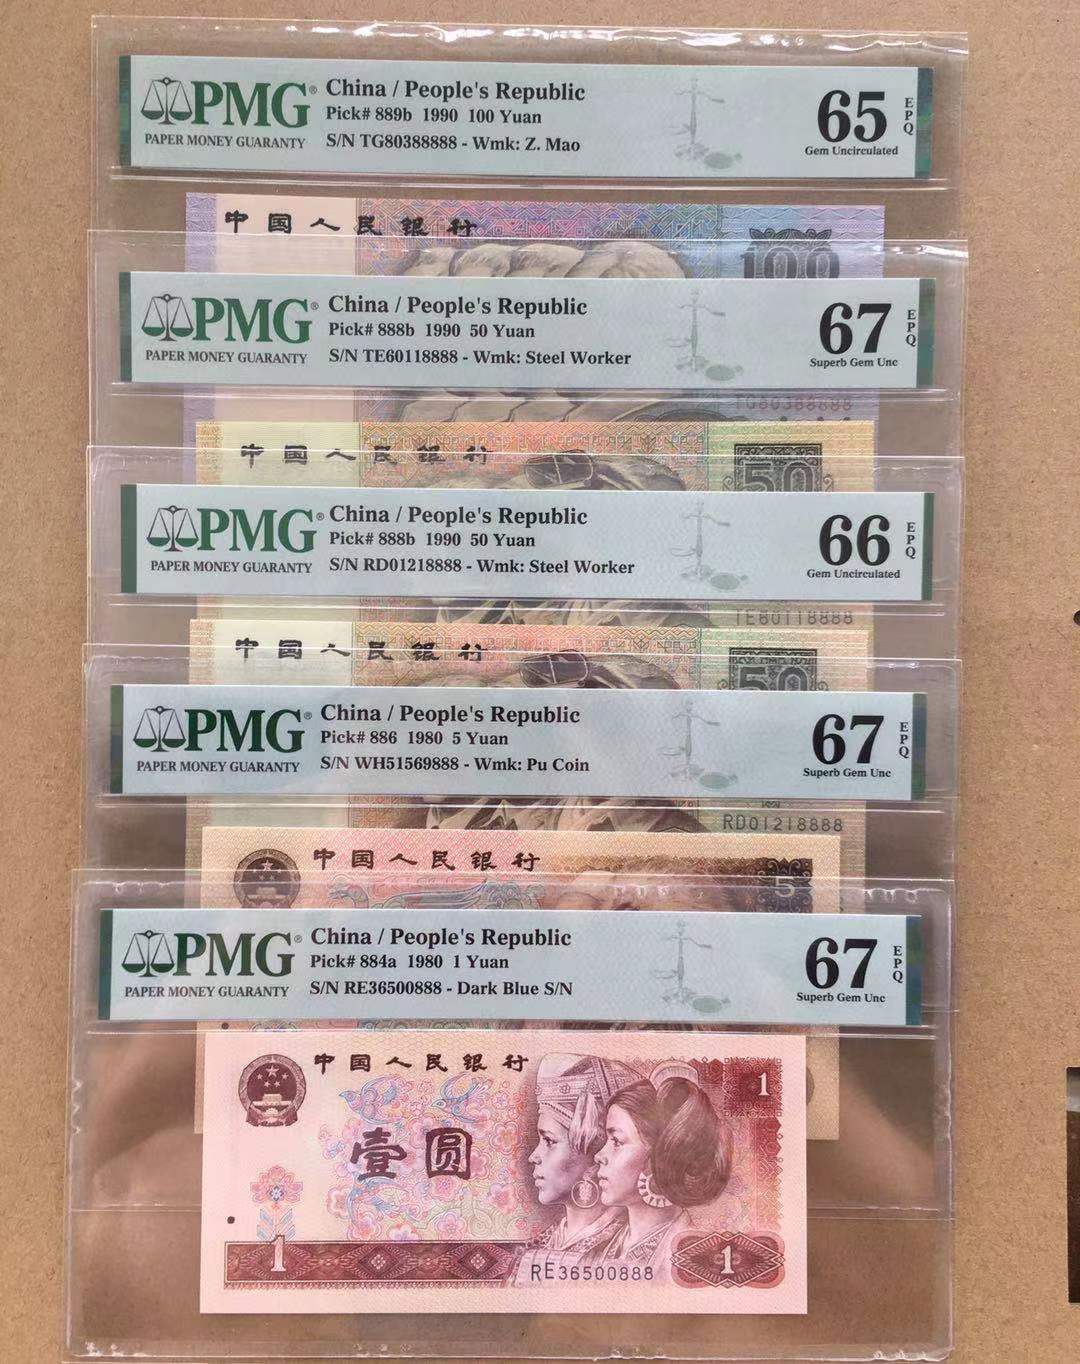 PMG®
PAPER MONEY GUARANTY
China / People's Republic
Pick# 889b 1990 100 Yuan
S/N TG80388888 - Wmk: Z. Mao
65
EPQ
Gem Uncirculated
中国人民银行
100
PMG®
PAPER MONEY GUARANTY
China / People's Republic
Pick# 888b 1990 50 Yuan
S/N TE60118888 - Wmk: Steel Worker
67
EPQ
Superb Gem Unc
TG80388888
中国人民银行
50
PMG®
PAPER MONEY GUARANTY
China / People's Republic
Pick# 888b 1990 50 Yuan
S/N RD01218888 - Wmk: Steel Worker
66
EPQ
Gem Uncirculated
TE60118888
中国人民银行
50
PMG®
PAPER MONEY GUARANTY
China / People's Republic
Pick# 886 1980 5 Yuan
S/N WH51569888 - Wmk: Pu Coin
67
EPQ
Superb Gem Unc
RD01218888
中国人民银行
5
PMG®
PAPER MONEY GUARANTY
China / People's Republic
Pick# 884a 1980 1 Yuan
S/N RE36500888 - Dark Blue S/N
67
EPQ
Superb Gem Unc
中国人民银行
1
壹圆
1
RE36500888
1